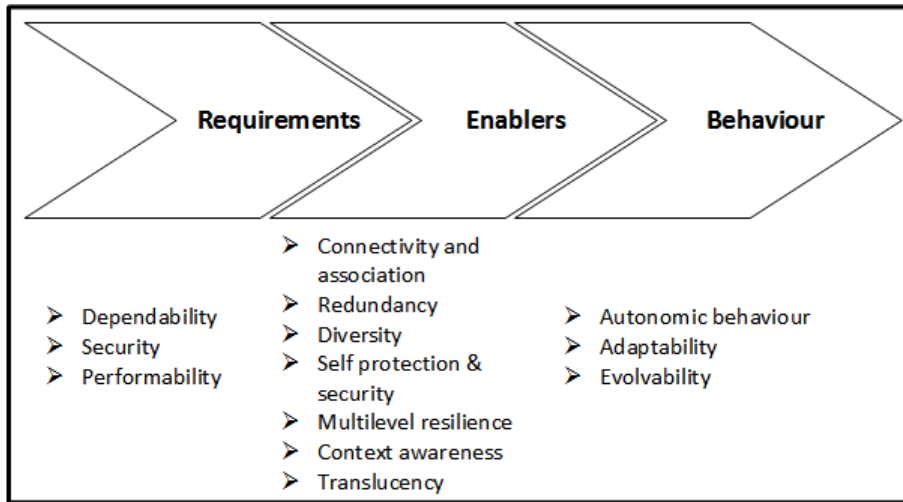 Requirements
Enablers
Behaviour
➢ Dependability
➢ Security
➢ Performability
➢ Connectivity and
association
➢ Redundancy
➢ Diversity
➢ Self protection &
security
➢ Multilevel resilience
➢ Context awareness
➢ Translucency
➢ Autonomic behaviour
➢ Adaptability
➢ Evolvability